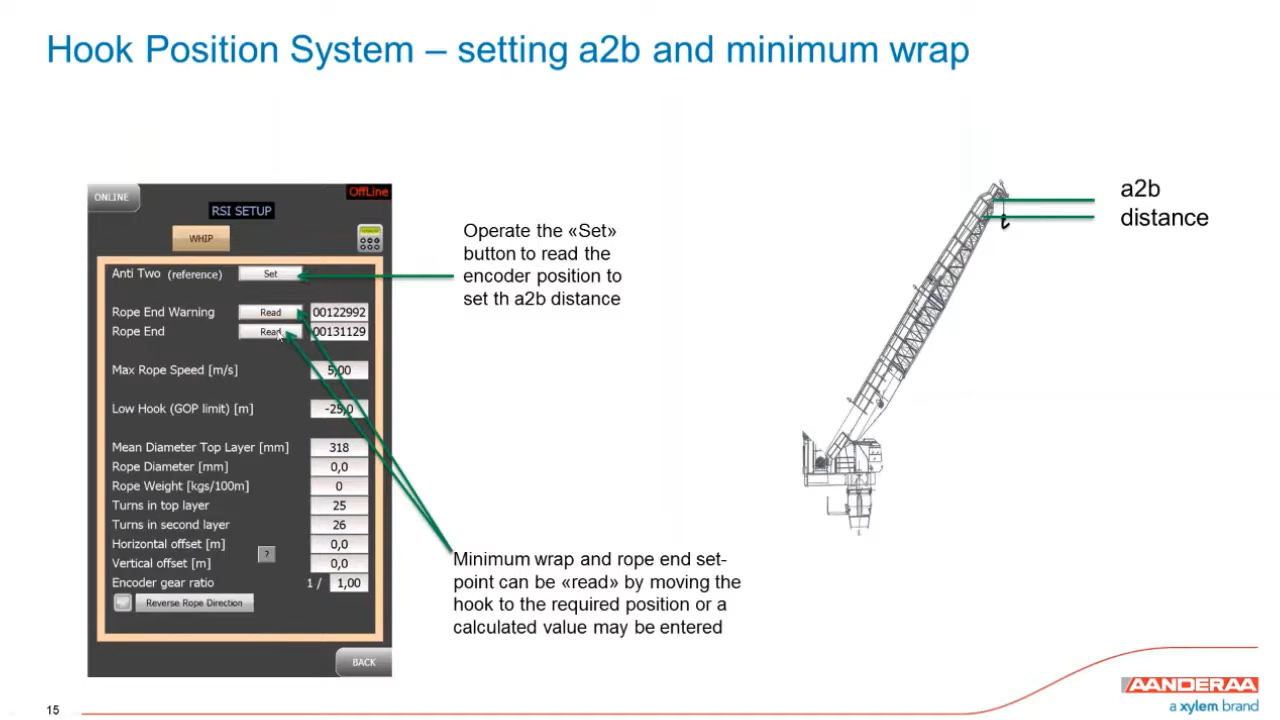 Hook Position System – setting a2b and minimum wrap
ONLINE
OffLine
RSI SETUP
WHIP
Anti Two (reference) Set
Rope End Warning Read 00122992
Rope End Read 00131129
Max Rope Speed [m/s] 5,00
Low Hook (GOP limit) [m] -25,0
Mean Diameter Top Layer [mm] 318
Rope Diameter [mm] 0,0
Rope Weight [kgs/100m] 0
Turns in top layer 25
Turns in second layer 26
Horizontal offset [m] 0,0
?
Vertical offset [m] 0,0
Encoder gear ratio 1 / 1,00
Reverse Rope Direction
BACK
Operate the «Set»
button to read the
encoder position to
set th a2b distance
Minimum wrap and rope end set-
point can be «read» by moving the
hook to the required position or a
calculated value may be entered
a2b
distance
15
AANDERAA
a xylem brand